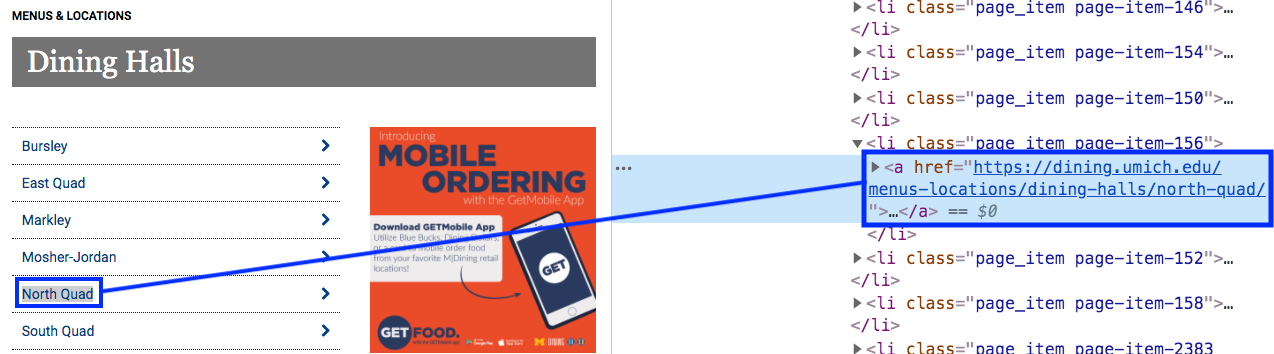 MENUS & LOCATIONS
Dining Halls
Bursley
East Quad
Markley
Mosher-Jordan
North Quad
South Quad
Introducing
MOBILE
ORDERING
with the GetMobile App
Download GETMobile App
Utilize Blue Bucks, Dining Dollars,
mobile order food
from your favorite M|Dining retail
locations!
GET
GET FOOD.
with the GETMobile app
Google Play
App Store
M DINING
▶<li class="page_item page-item-146">…
</li>
▶<li class="page_item page-item-154">…
</li>
▶<li class="page_item page-item-150">…
</li>
▼<li class="page_item page-item-156">
… ▶<a href="https://dining.umich.edu/
menus-locations/dining-halls/north-quad/
">…</a> == $0
</li>
▶<li class="page_item page-item-152">…
</li>
▶<li class="page_item page-item-158">…
</li>
▶<li class="page_item page-item-2383